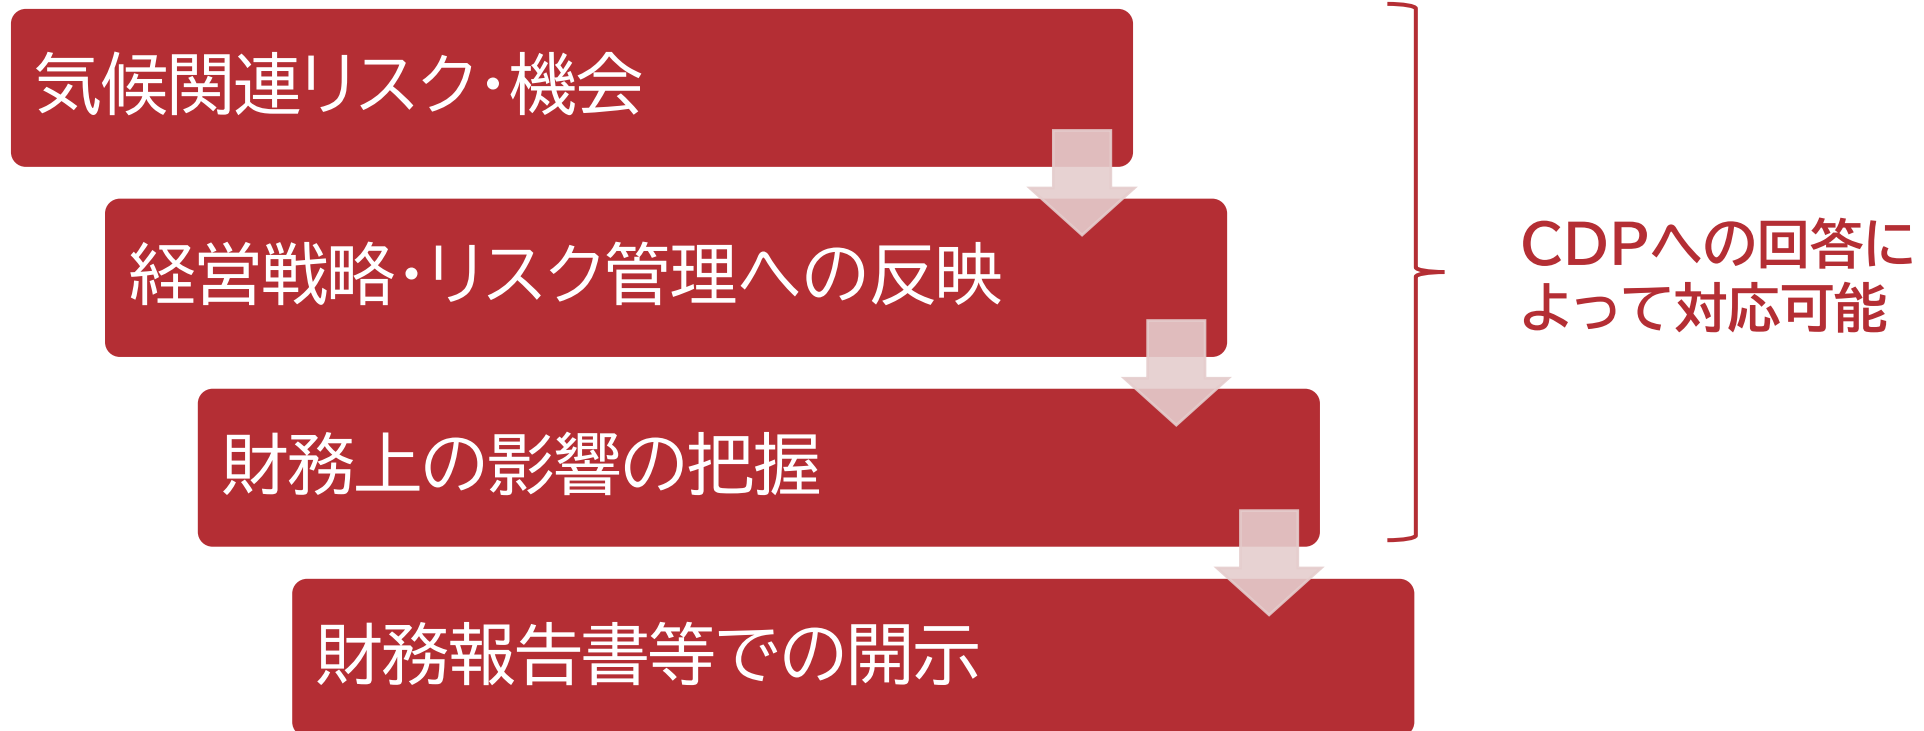 気候関連リスク・機会
経営戦略・リスク管理への反映
財務上の影響の把握
財務報告書等での開示
CDPへの回答に
よって対応可能